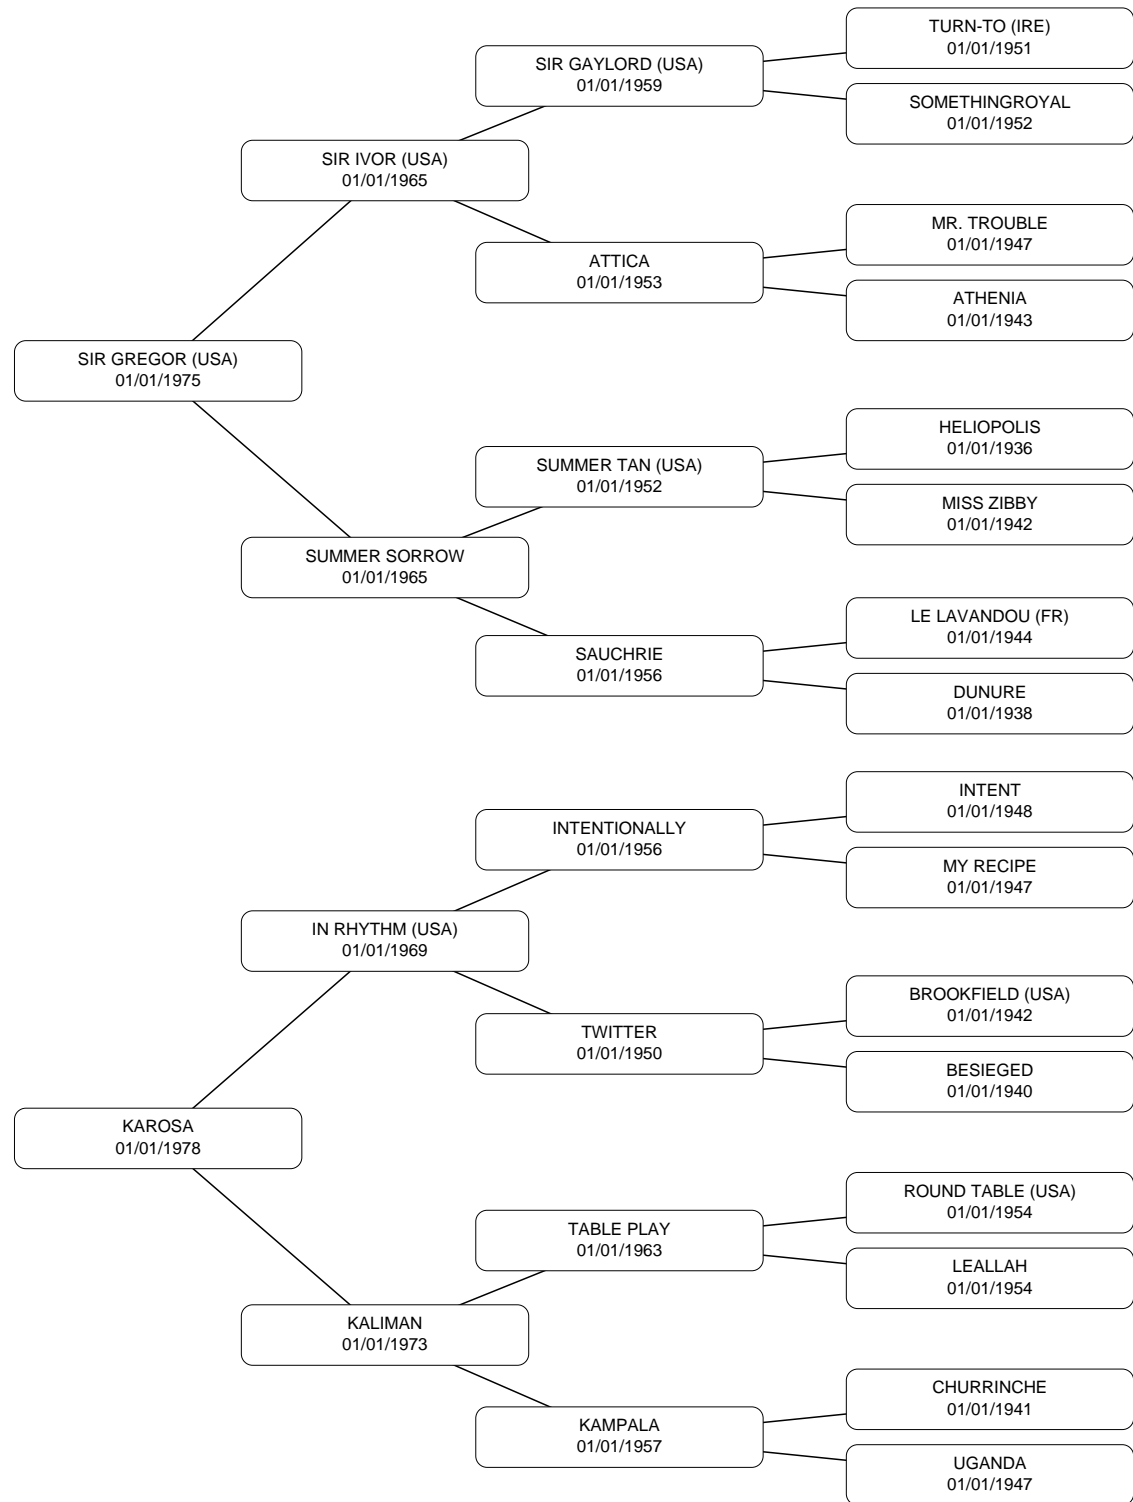 TURN-TO (IRE)
01/01/1951
SIR GAYLORD (USA)
01/01/1959
SOMETHINGROYAL
01/01/1952
SIR IVOR (USA)
01/01/1965
MR. TROUBLE
01/01/1947
ATTICA
01/01/1953
ATHENIA
01/01/1943
SIR GREGOR (USA)
01/01/1975
HELIOPOLIS
01/01/1936
SUMMER TAN (USA)
01/01/1952
MISS ZIBBY
01/01/1942
SUMMER SORROW
01/01/1965
LE LAVANDOU (FR)
01/01/1944
SAUCHRIE
01/01/1956
DUNURE
01/01/1938
INTENT
01/01/1948
INTENTIONALLY
01/01/1956
MY RECIPE
01/01/1947
IN RHYTHM (USA)
01/01/1969
BROOKFIELD (USA)
01/01/1942
TWITTER
01/01/1950
BESIEGED
01/01/1940
KAROSA
01/01/1978
ROUND TABLE (USA)
01/01/1954
TABLE PLAY
01/01/1963
LEALLAH
01/01/1954
KALIMAN
01/01/1973
CHURRINCHE
01/01/1941
KAMPALA
01/01/1957
UGANDA
01/01/1947